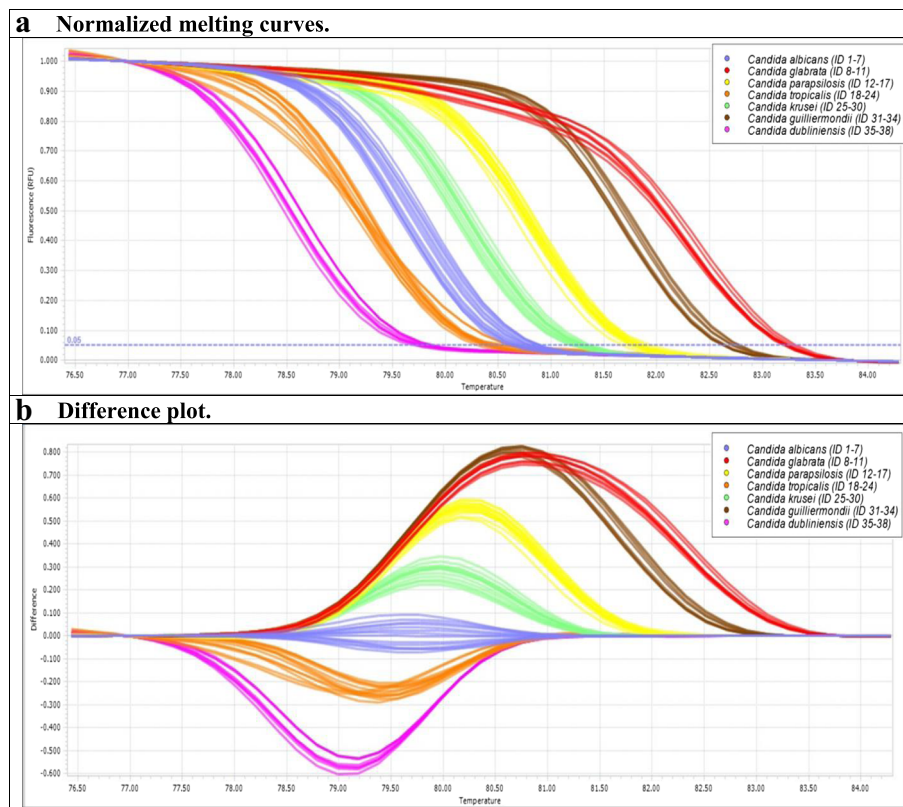 a Normalized melting curves.
Candida albicans (ID 1-7)
Candida glabrata (ID 8-11)
Candida parapsilosis (ID 12-17)
Candida tropicalis (ID 18-24)
Candida krusei (ID 25-30)
Candida guilliermondii (ID 31-34)
Candida dubliniensis (ID 35-38)
Fluorescence (RFU)
1.000
0.900
0.800
0.700
0.600
0.500
0.400
0.300
0.200
0.100
0.05
0.000
76.50 77.00 77.50 78.00 78.50 79.00 79.50 80.00 80.50 81.00 81.50 82.00 82.50 83.00 83.50 84.00
Temperature
b Difference plot.
Candida albicans (ID 1-7)
Candida glabrata (ID 8-11)
Candida parapsilosis (ID 12-17)
Candida tropicalis (ID 18-24)
Candida krusei (ID 25-30)
Candida guilliermondii (ID 31-34)
Candida dubliniensis (ID 35-38)
Difference
0.800
0.700
0.600
0.500
0.400
0.300
0.200
0.100
0.000
-0.100
-0.200
-0.300
-0.400
-0.500
-0.600
76.50 77.00 77.50 78.00 78.50 79.00 79.50 80.00 80.50 81.00 81.50 82.00 82.50 83.00 83.50 84.00
Temperature